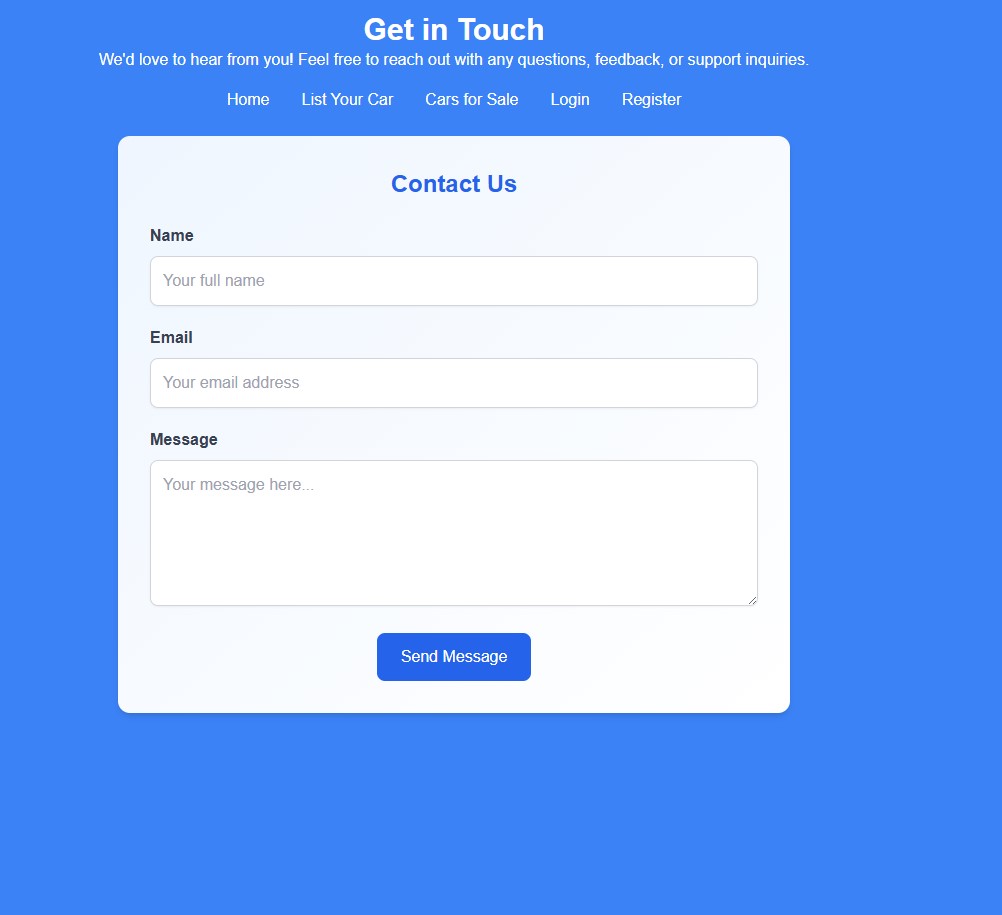 Get in Touch
We'd love to hear from you! Feel free to reach out with any questions, feedback, or support inquiries.
Home List Your Car Cars for Sale Login Register
Contact Us
Name
Your full name
Email
Your email address
Message
Your message here...
Send Message